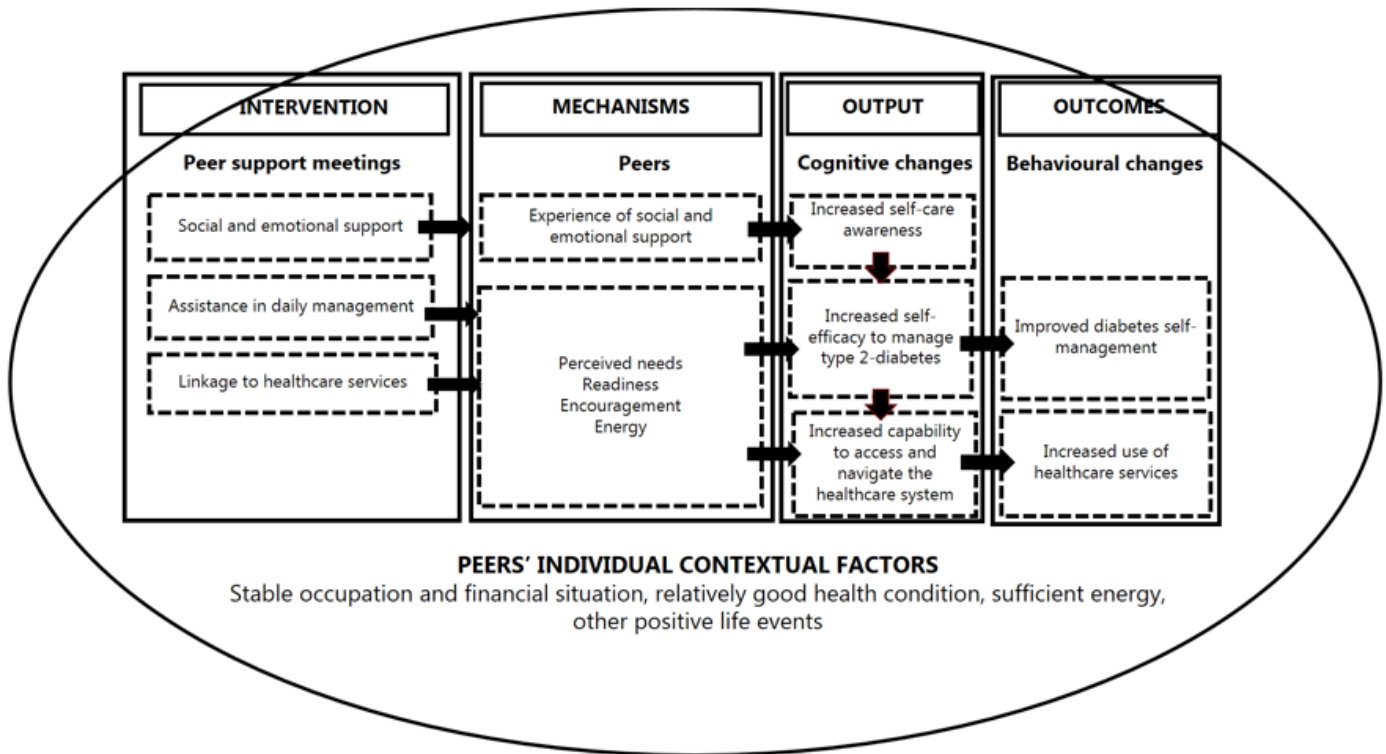 INTERVENTION
Peer support meetings
Social and emotional support
Assistance in daily management
Linkage to healthcare services
MECHANISMS
Peers
Experience of social and
emotional support
Perceived needs
Readiness
Encouragement
Energy
OUTPUT
Cognitive changes
Increased self-care
awareness
Increased self-
efficacy to manage
type 2-diabetes
Increased capability
to access and
navigate the
healthcare system
OUTCOMES
Behavioural changes
Improved diabetes self-
management
Increased use of
healthcare services
PEERS’ INDIVIDUAL CONTEXTUAL FACTORS
Stable occupation and financial situation, relatively good health condition, sufficient energy,
other positive life events